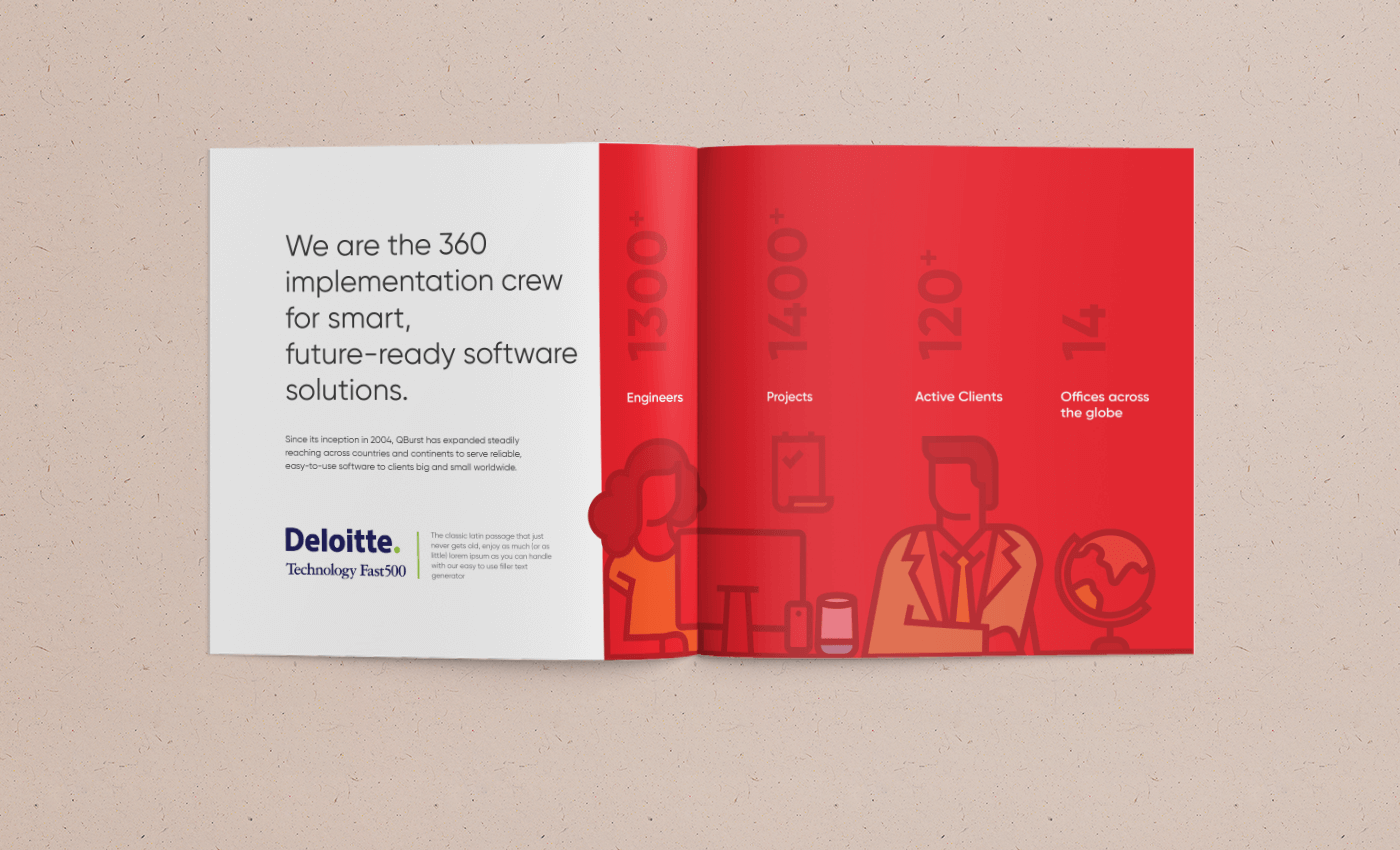 We are the 360
implementation crew
for smart,
future-ready software
solutions.
Since its inception in 2004, QBurst has expanded steadily
reaching across countries and continents to serve reliable,
easy-to-use software to clients big and small worldwide.
Deloitte.
Technology Fast500
The classic latin passage that just
never gets old, enjoy as much (or as
little) lorem ipsum as you can handle
with our easy to use filler text
generator
1300+
Engineers
1400+
Projects
120+
Active Clients
14
Offices across
the globe